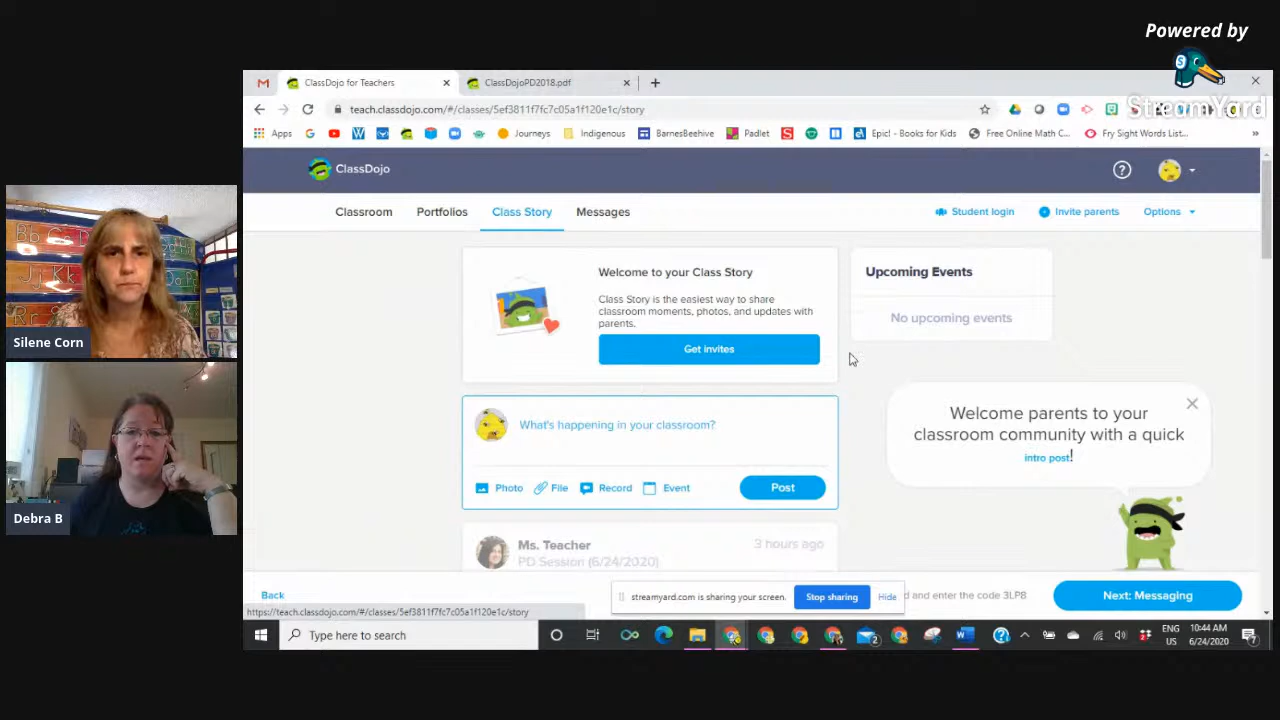 Powered by
StreamYard
ClassDojo for Teachers
ClassDojoPD2018.pdf
teach.classdojo.com/#/classes/5ef3811f7fc7c05a1f120e1c/story
Apps
Journeys
Indigenous
BarnesBeehive
Padlet
Epic! - Books for Kids
Free Online Math C...
Fry Sight Words List...
ClassDojo
Classroom
Portfolios
Class Story
Messages
Student login
Invite parents
Options
Welcome to your Class Story
Class Story is the easiest way to share
classroom moments, photos, and updates with
parents.
Get invites
Upcoming Events
No upcoming events
What's happening in your classroom?
Photo
File
Record
Event
Post
Welcome parents to your
classroom community with a quick
intro post!
Ms. Teacher
3 hours ago
PD Session (6/24/2020)
Back
streamyard.com is sharing your screen.
Stop sharing
Hide
and enter the code 3LP8
Next: Messaging
https://teach.classdojo.com/#/classes/5ef3811f7fc7c05a1f120e1c/story
Type here to search
ENG
US
10:44 AM
6/24/2020
Silene Corn
Debra B